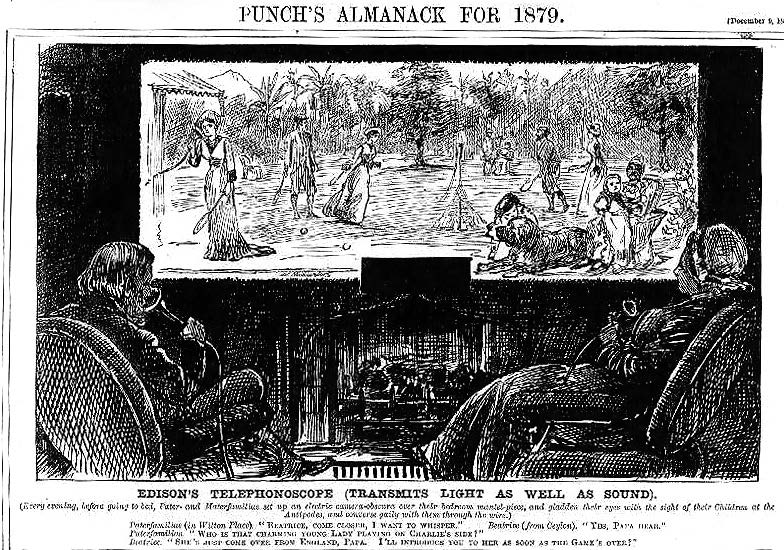 PUNCH'S ALMANACK FOR 1879.
[December 9, 18
EDISON'S TELEPHONOSCOPE (TRANSMITS LIGHT AS WELL AS SOUND).
(Every evening, before going to bed, Pater- and Materfamilias set up an electric camera-obscura over their bedroom mantel-piece, and gladden their eyes with the sight of their Children at the
Antipodes, and converse gaily with them through the wire.)
Paterfamilias (in Wilton Place). "BEATRICE, COME CLOSER, I WANT TO WHISPER." Beatrice (from Ceylon). "YES, PAPA DEAR."
Paterfamilias. "WHO IS THAT CHARMING YOUNG LADY PLAYING ON CHARLIE'S SIDE?"
Beatrice. "SHE'S JUST COME OVER FROM ENGLAND, PAPA. I'LL INTRODUCE YOU TO HER AS SOON AS THE GAME'S OVER!"